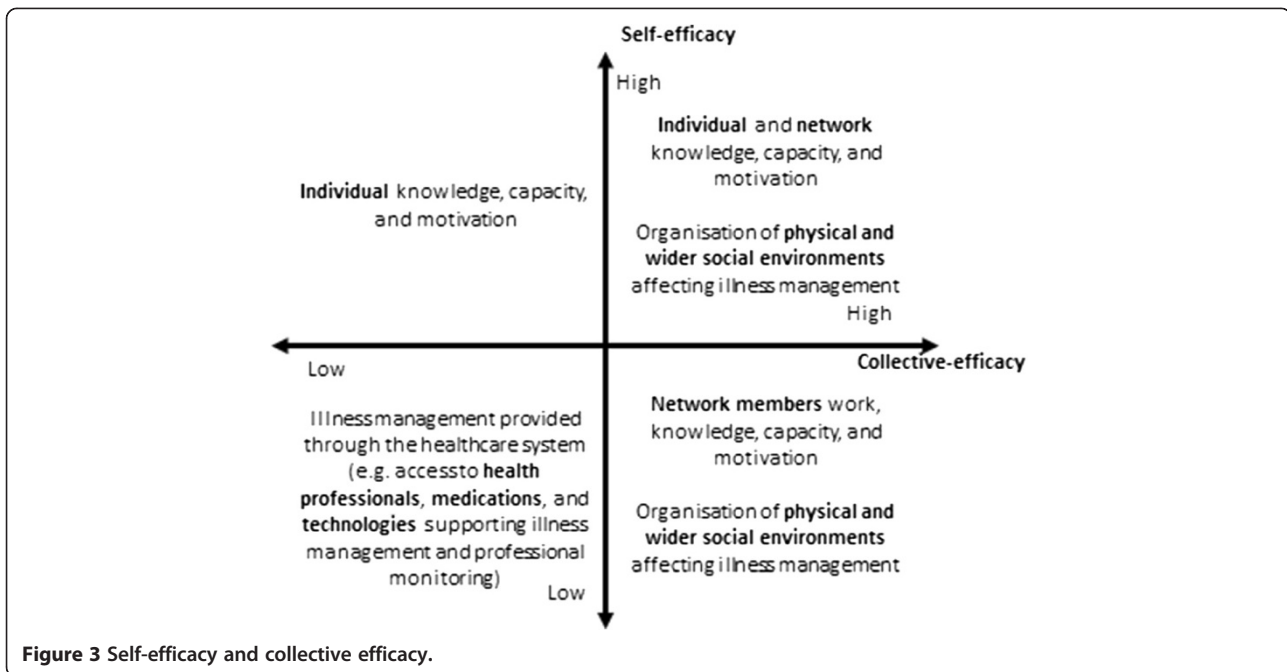 Self-efficacy
High
Individual and network
knowledge, capacity, and
motivation
Individual knowledge, capacity,
and motivation
Organisation of physical and
wider social environments
affecting illness management
High
Low
Collective-efficacy
Illness management provided
through the healthcare system
(e.g. access to health
professionals, medications, and
technologies supporting illness
management and professional
monitoring)
Low
Network members work,
knowledge, capacity, and
motivation
Organisation of physical and
wider social environments
affecting illness management
Figure 3 Self-efficacy and collective efficacy.